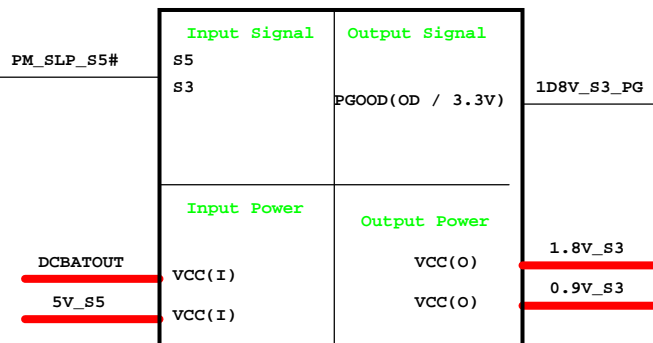 Input Signal Output Signal
PM_SLP_S5# S5
S3
PGOOD(OD / 3.3V) 1D8V_S3_PG
Input Power
Output Power
DCBATOUT VCC(I)
VCC(O) 1.8V_S3
5V_S5 VCC(I)
VCC(O) 0.9V_S3